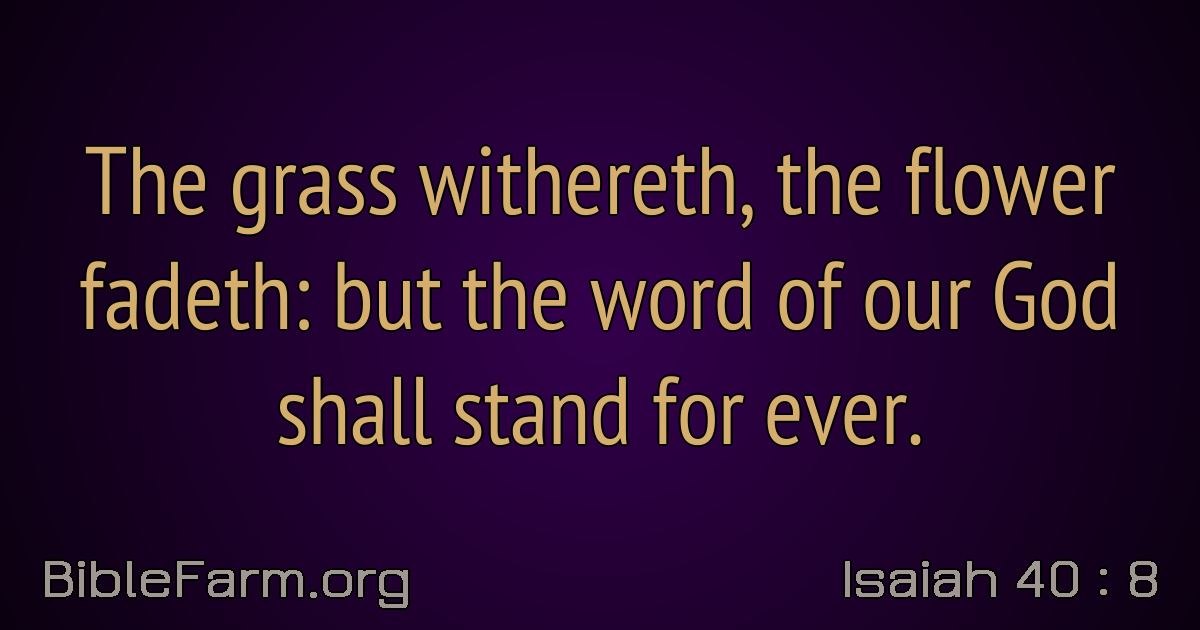 The grass withereth, the flower
fadeth: but the word of our God
shall stand for ever.
BibleFarm.org
Isaiah 40 : 8